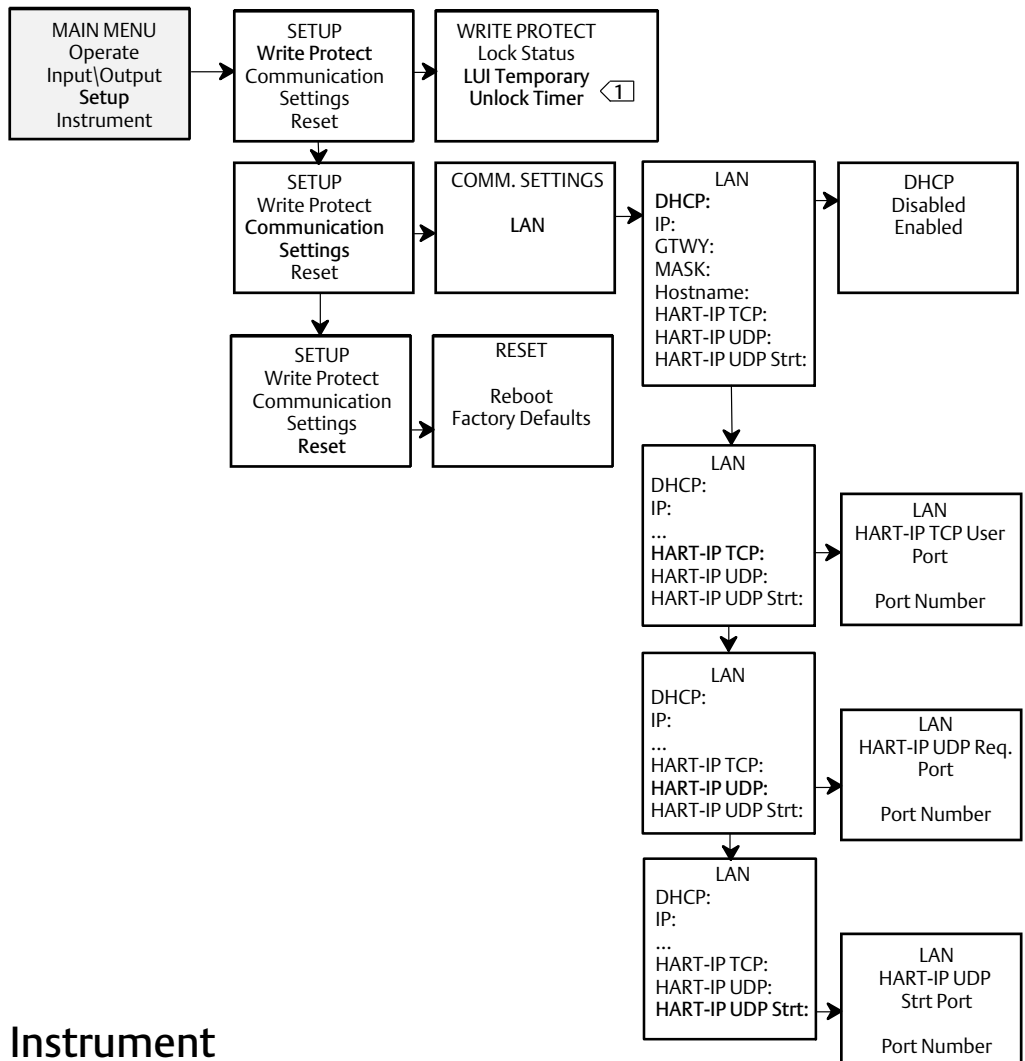 MAIN MENU
Operate
Input\Output
Setup
Instrument
SETUP
Write Protect
Communication
Settings
Reset
WRITE PROTECT
Lock Status
LUI Temporary
Unlock Timer
1
SETUP
Write Protect
Communication
Settings
Reset
COMM. SETTINGS
LAN
LAN
DHCP:
IP:
GTWY:
MASK:
Hostname:
HART-IP TCP:
HART-IP UDP:
HART-IP UDP Strt:
DHCP
Disabled
Enabled
SETUP
Write Protect
Communication
Settings
Reset
RESET
Reboot
Factory Defaults
LAN
DHCP:
IP:
...
HART-IP TCP:
HART-IP UDP:
HART-IP UDP Strt:
LAN
HART-IP TCP User
Port
Port Number
LAN
DHCP:
IP:
...
HART-IP TCP:
HART-IP UDP:
HART-IP UDP Strt:
LAN
HART-IP UDP Req.
Port
Port Number
LAN
DHCP:
IP:
...
HART-IP TCP:
HART-IP UDP:
HART-IP UDP Strt:
LAN
HART-IP UDP
Strt Port
Port Number
Instrument